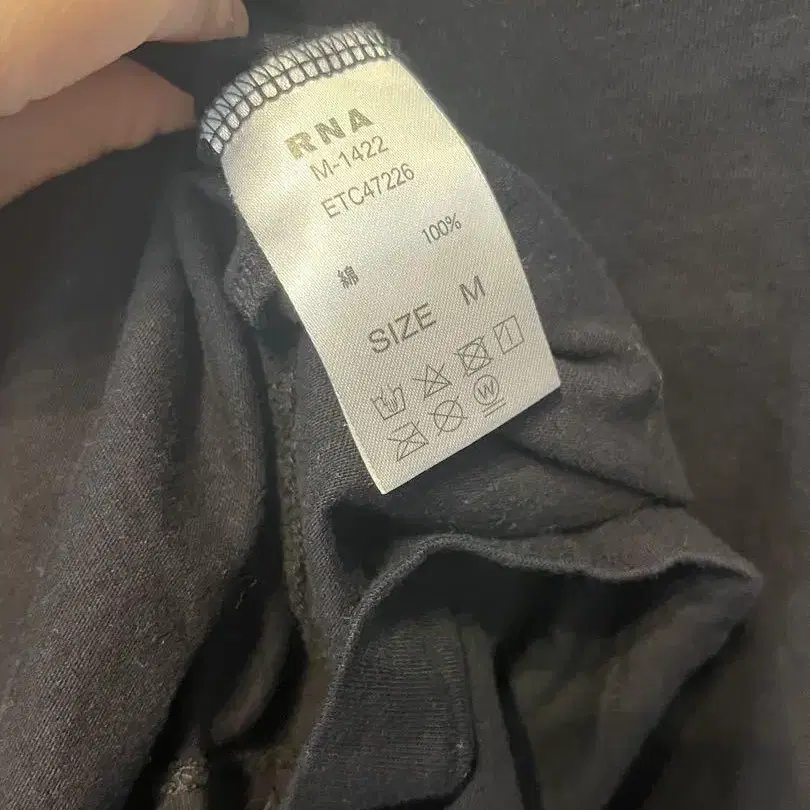 RNA
M-1422
ETC47226
綿 100%
SIZE M
W